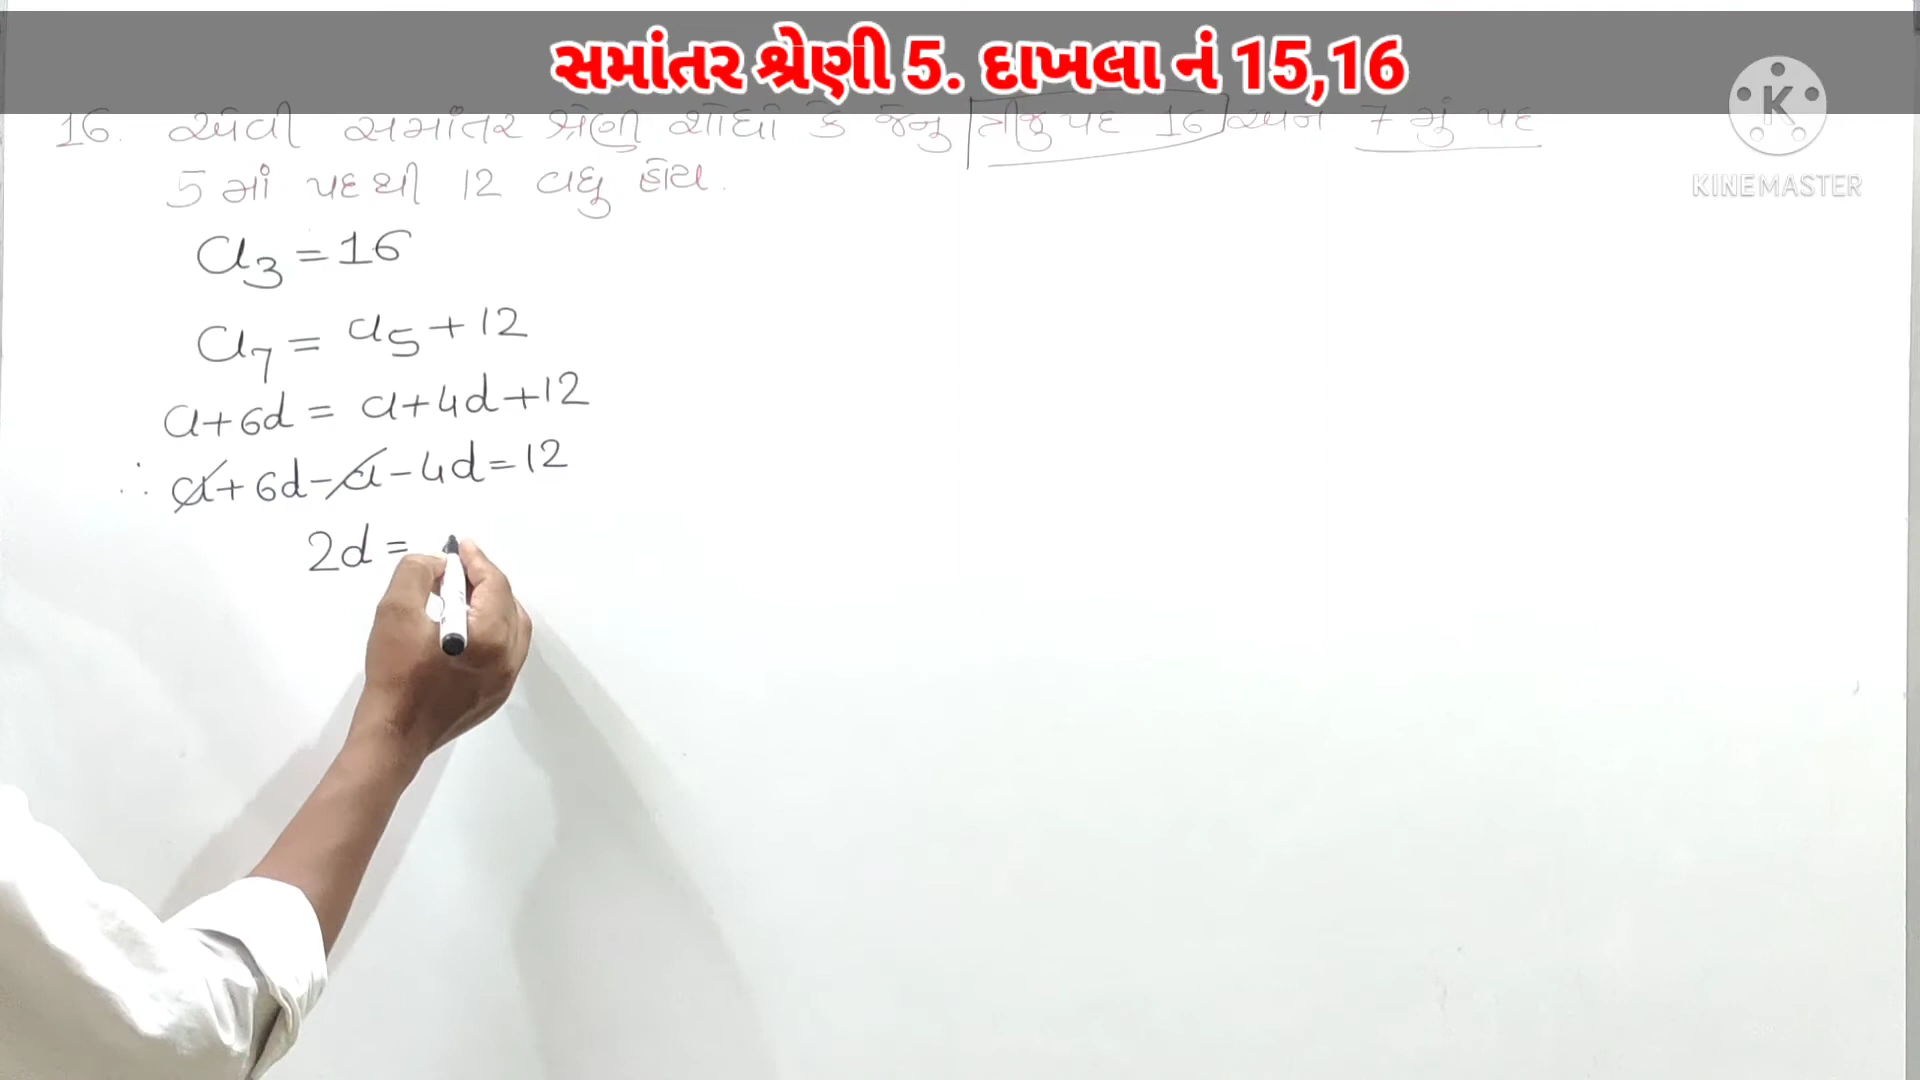 સમાંતર શ્રેણી 5. દાખલા નં 15,16
KINEMASTER
16. એવી સમાંતર શ્રેણી શોધો કે જેનુ ત્રીજુ પદ 16 અને 7 મું પદ
5 માં પદથી 12 વધુ હોય.
a₃ = 16
a₇ = a₅ + 12
a + 6d = a + 4d + 12
∴ a + 6d - a - 4d = 12
2d =